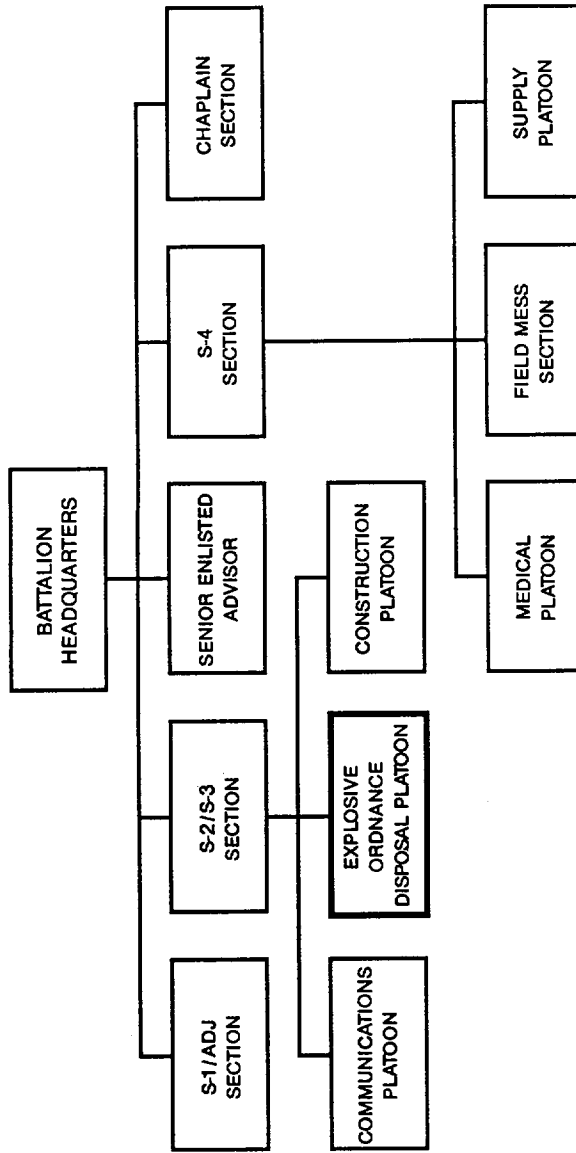 BATTALION
HEADQUARTERS
S-1/ADJ
SECTION
S-2/S-3
SECTION
SENIOR ENLISTED
ADVISOR
S-4
SECTION
CHAPLAIN
SECTION
COMMUNICATIONS
PLATOON
EXPLOSIVE
ORDNANCE
DISPOSAL PLATOON
CONSTRUCTION
PLATOON
MEDICAL
PLATOON
FIELD MESS
SECTION
SUPPLY
PLATOON